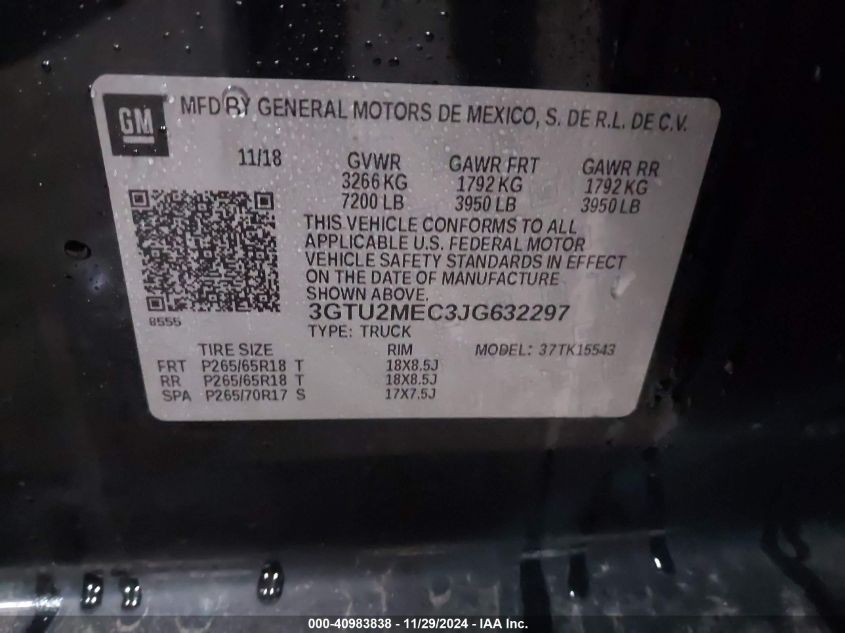 GM
MFD BY GENERAL MOTORS DE MEXICO, S. DE R.L. DE C.V.
11/18 GVWR GAWR FRT GAWR RR
3266 KG 1792 KG 1792 KG
7200 LB 3950 LB 3950 LB
THIS VEHICLE CONFORMS TO ALL
APPLICABLE U.S. FEDERAL MOTOR
VEHICLE SAFETY STANDARDS IN EFFECT
ON THE DATE OF MANUFACTURE
SHOWN ABOVE.
8555 3GTU2MEC3JG632297
TYPE: TRUCK
TIRE SIZE RIM MODEL: 37TK15543
FRT P265/65R18 T 18X8.5J
RR P265/65R18 T 18X8.5J
SPA P265/70R17 S 17X7.5J
000-40983838 - 11/29/2024 - IAA Inc.